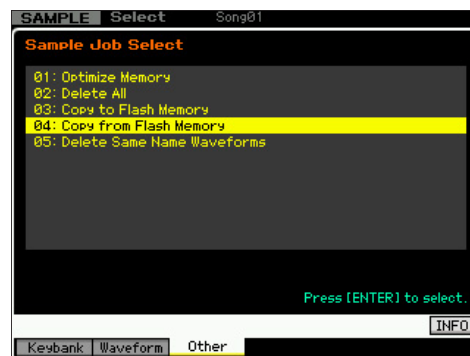 SAMPLE Select Song01
Sample Job Select
01: Optimize Memory
02: Delete All
03: Copy to Flash Memory
04: Copy from Flash Memory
05: Delete Same Name Waveforms
Press [ENTER] to select.
INFO
Keybank Waveform Other